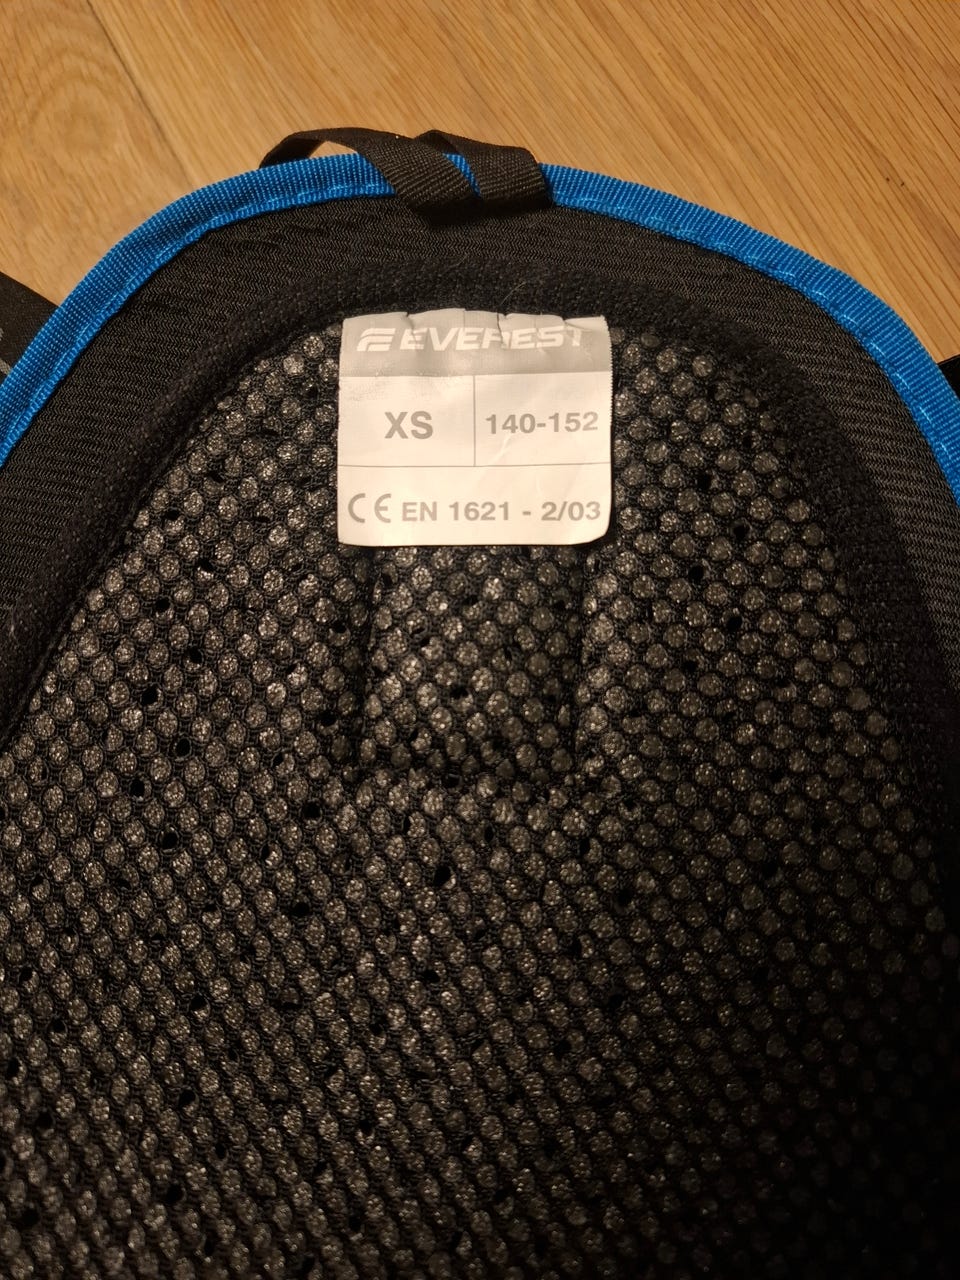 EVEREST
XS 140-152
CE EN 1621 - 2/03